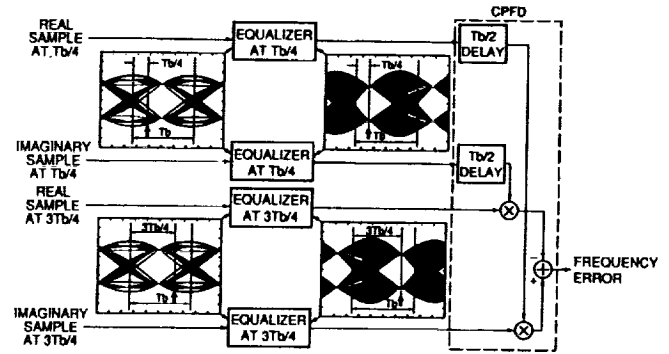 CPFD
REAL
SAMPLE
AT Tb/4
EQUALIZER
AT Tb/4
Tb/2
DELAY
Tb/4
Tb/4
Tb
Tb
IMAGINARY
SAMPLE
AT Tb/4
EQUALIZER
AT Tb/4
Tb/2
DELAY
REAL
SAMPLE
AT 3Tb/4
EQUALIZER
AT 3Tb/4
3Tb/4
3Tb/4
Tb
Tb
-
+
FREQUENCY
ERROR
IMAGINARY
SAMPLE
AT 3Tb/4
EQUALIZER
AT 3Tb/4